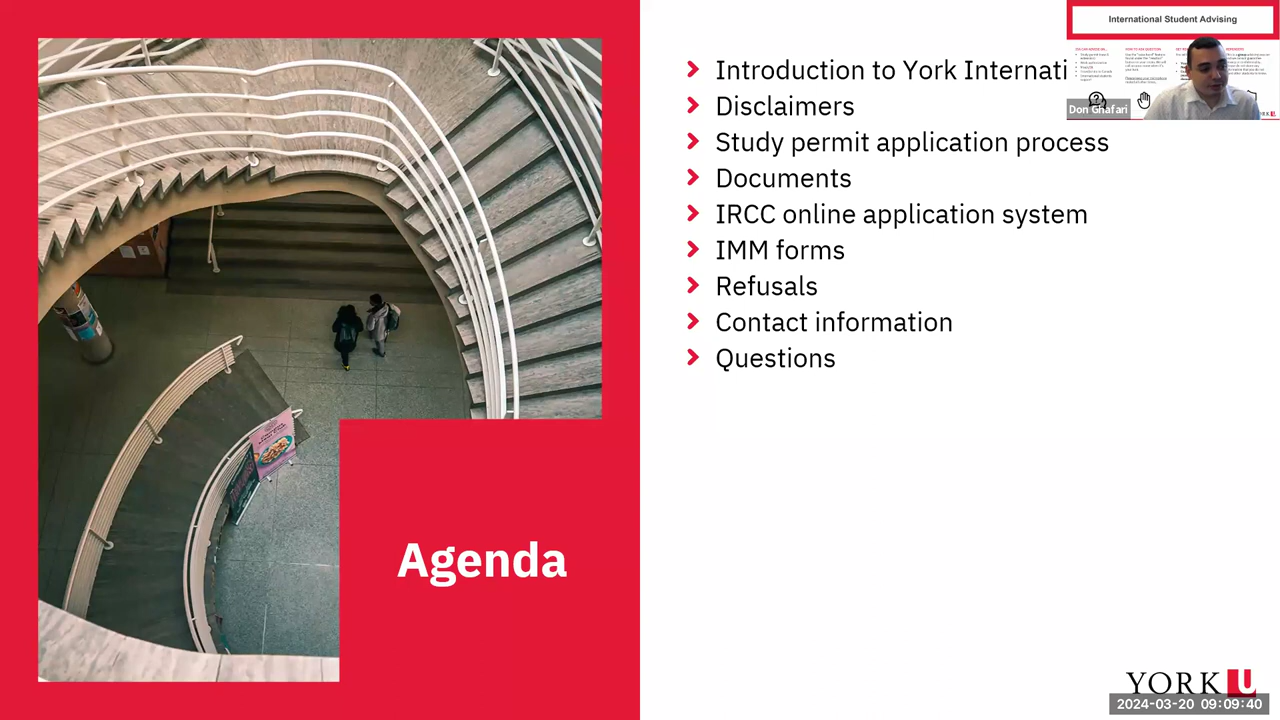 International Student Advising
Introduction to York Internati
Disclaimers
Don Ghafari
Study permit application process
Documents
IRCC online application system
IMM forms
Refusals
Contact information
Questions
Agenda
YORK U
2024-03-20 09:09:40